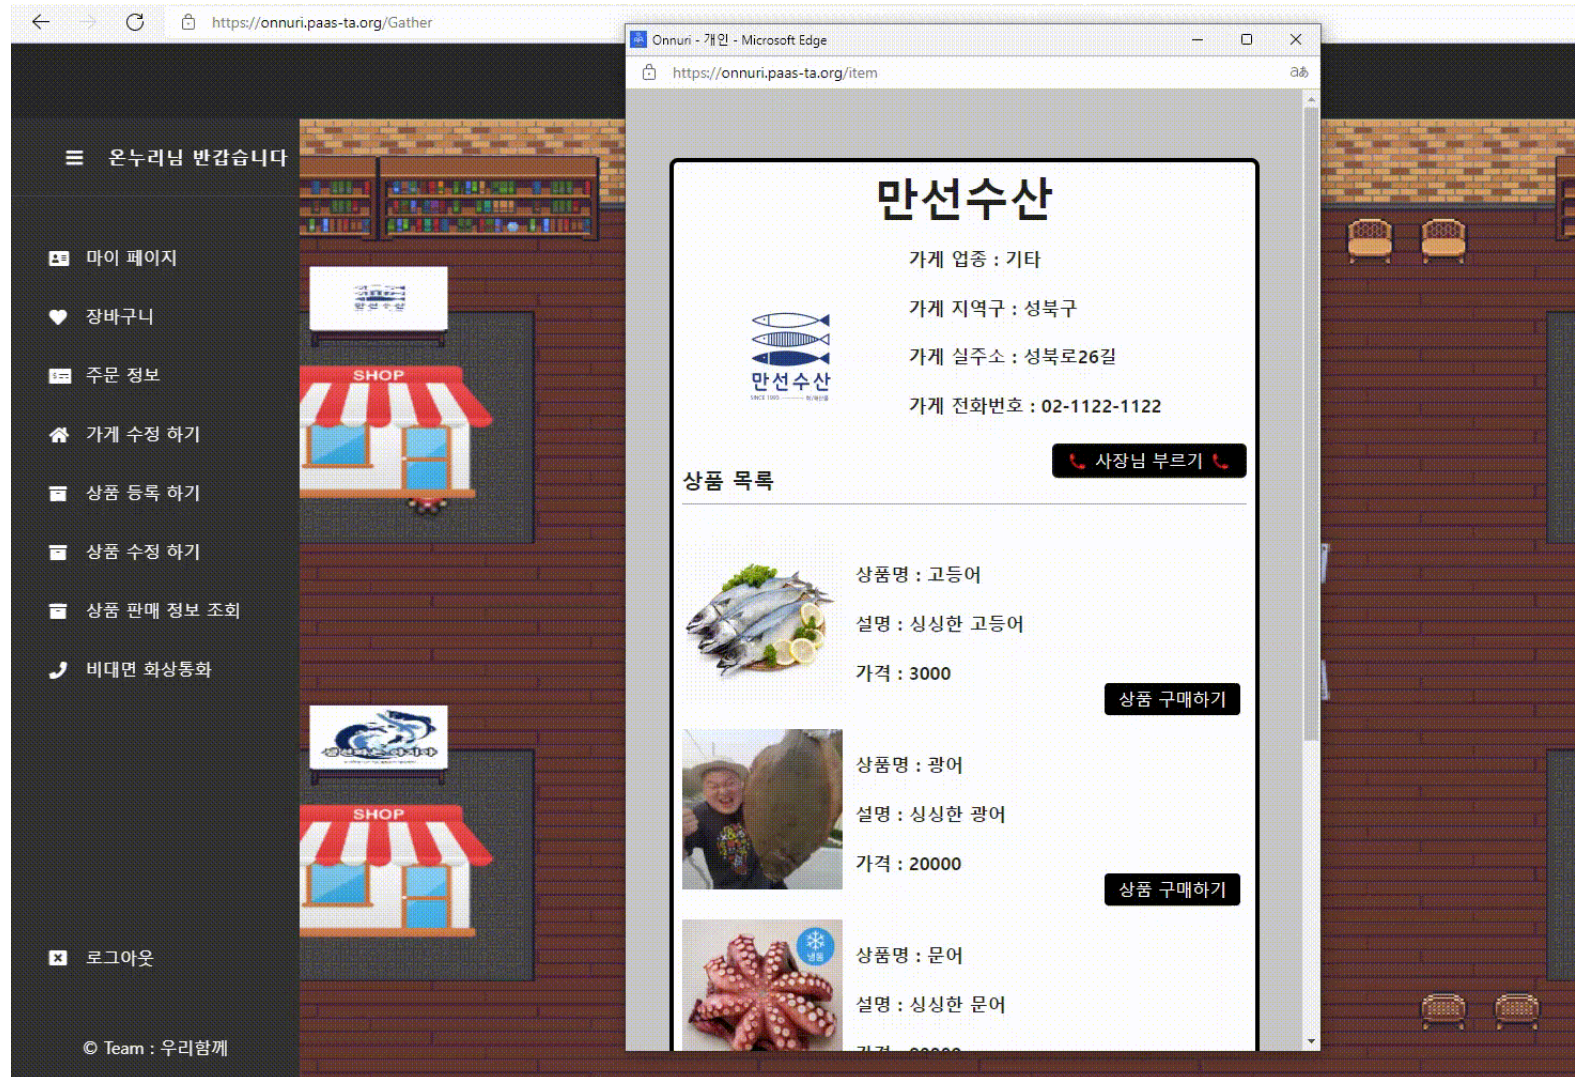 https://onnuri.paas-ta.org/Gather
온누리님 반갑습니다
마이 페이지
장바구니
주문 정보
가게 수정 하기
상품 등록 하기
상품 수정 하기
상품 판매 정보 조회
비대면 화상통화
로그아웃
© Team : 우리함께
만선수산
SHOP
SHOP
Onnuri - 개인 - Microsoft Edge
https://onnuri.paas-ta.org/item
만선수산
만선수산
가게 업종 : 기타
가게 지역구 : 성북구
가게 실주소 : 성북로26길
가게 전화번호 : 02-1122-1122
사장님 부르기
상품 목록
상품명 : 고등어
설명 : 싱싱한 고등어
가격 : 3000
상품 구매하기
상품명 : 광어
설명 : 싱싱한 광어
가격 : 20000
상품 구매하기
냉동
상품명 : 문어
설명 : 싱싱한 문어